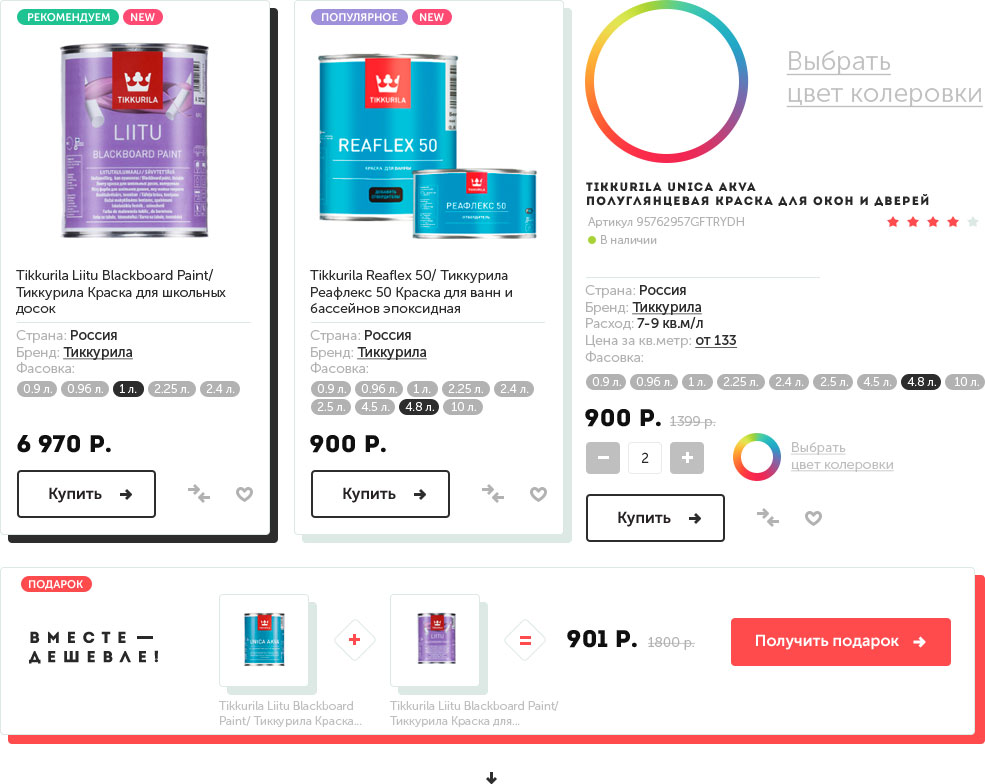 РЕКОМЕНДУЕМ NEW
TIKKURILA
LIITU
BLACKBOARD PAINT
Tikkurila Liitu Blackboard Paint/
Тиккурила Краска для школьных
досок
Страна: Россия
Бренд: Тиккурила
Фасовка:
0.9 л. 0.96 л. 1 л. 2.25 л. 2.4 л.
6 970 Р.
Купить
ПОПУЛЯРНОЕ NEW
TIKKURILA
REAFLEX 50
КРАСКА ДЛЯ ВАННЫ
TIKKURILA
РЕАФЛЕКС 50
ОТВЕРДИТЕЛЬ
Tikkurila Reaflex 50/ Тиккурила
Реафлекс 50 Краска для ванн и
бассейнов эпоксидная
Страна: Россия
Бренд: Тиккурила
Фасовка:
0.9 л. 0.96 л. 1 л. 2.25 л. 2.4 л.
2.5 л. 4.5 л. 4.8 л. 10 л.
900 Р.
Купить
Выбрать
цвет колеровки
TIKKURILA UNICA AKVA
ПОЛУГЛЯНЦЕВАЯ КРАСКА ДЛЯ ОКОН И ДВЕРЕЙ
Артикул 95762957GFTRYDH
В наличии
Страна: Россия
Бренд: Тиккурила
Расход: 7-9 кв.м/л
Цена за кв.метр: от 133
Фасовка:
0.9 л. 0.96 л. 1 л. 2.25 л. 2.4 л. 2.5 л. 4.5 л. 4.8 л. 10 л.
900 Р. 1399 р.
− 2 +
Выбрать
цвет колеровки
Купить
ПОДАРОК
ВМЕСТЕ —
ДЕШЕВЛЕ!
UNICA AKVA
Tikkurila Liitu Blackboard
Paint/ Тиккурила Краска...
+
LIITU
Tikkurila Liitu Blackboard Paint/
Тиккурила Краска для...
=
901 Р. 1800 р.
Получить подарок